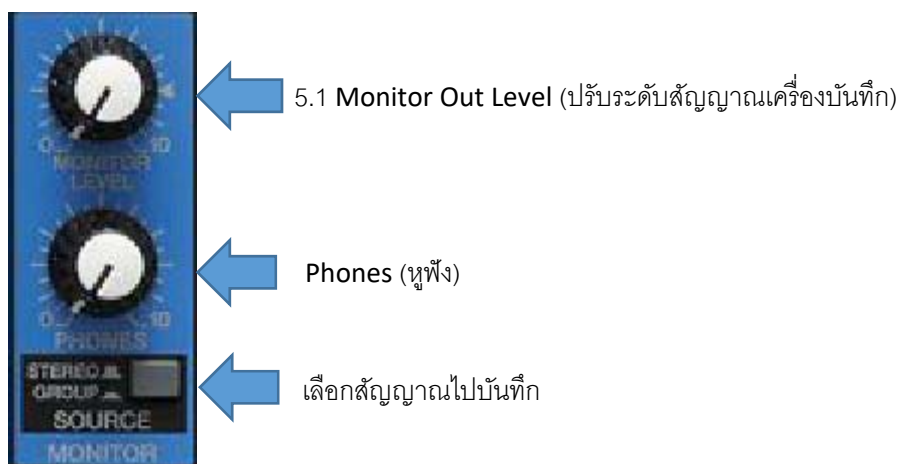 5.1 Monitor Out Level (ปรับระดับสัญญาณเครื่องบันทึก)
0 10
MONITOR
LEVEL
Phones (หูฟัง)
0 10
PHONES
STEREO
GROUP
เลือกสัญญาณไปบันทึก
SOURCE
MONITOR